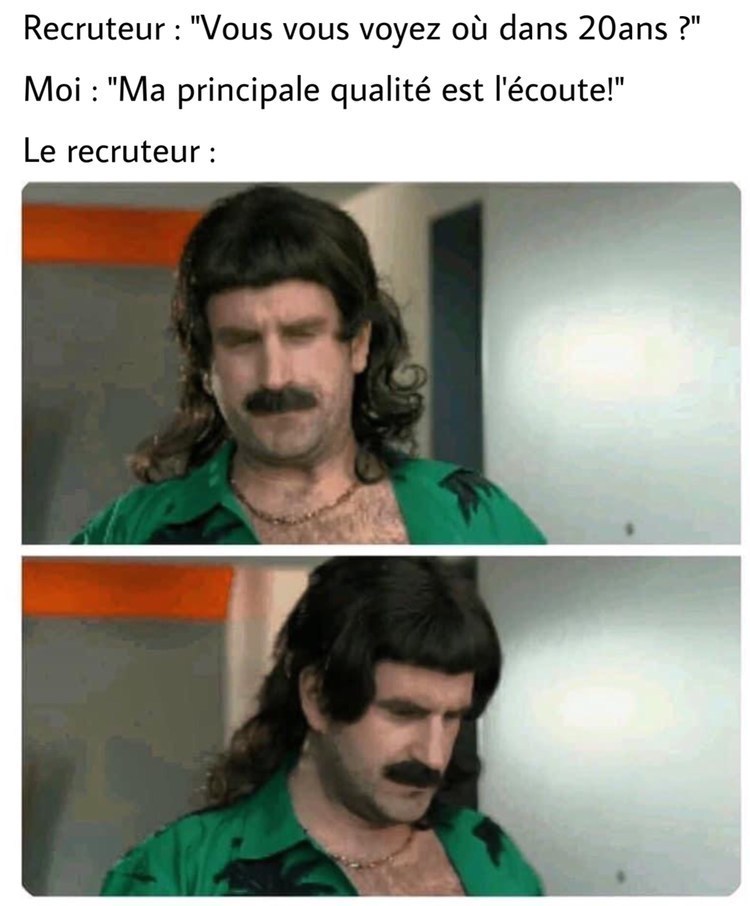 Recruteur : "Vous vous voyez où dans 20ans ?"
Moi : "Ma principale qualité est l'écoute!"
Le recruteur :